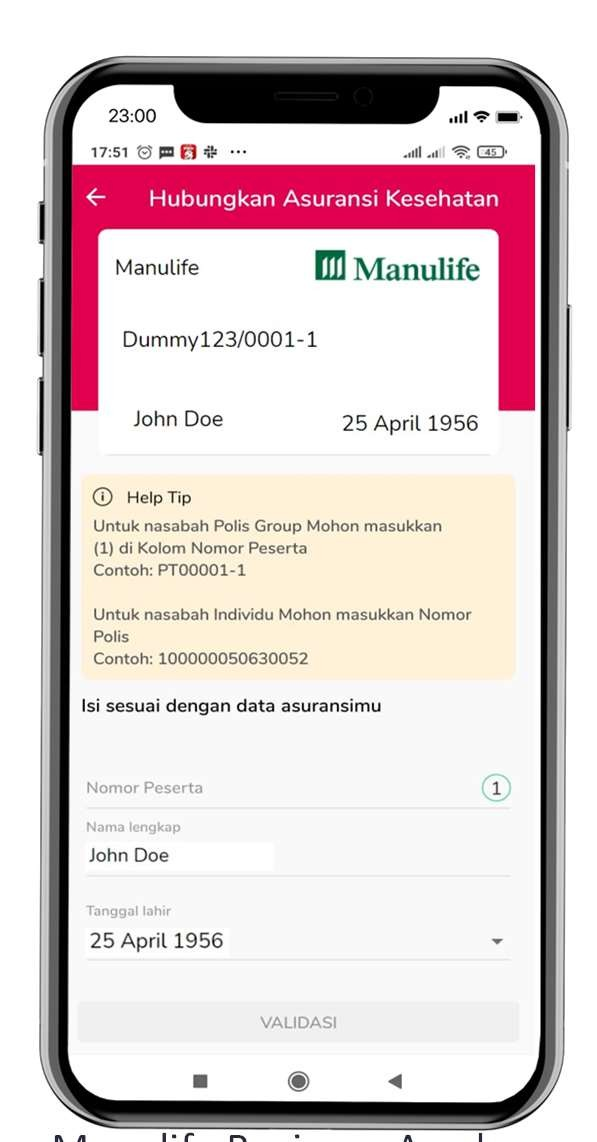 23:00
17:51 ...
Hubungkan Asuransi Kesehatan
Manulife Manulife
Dummy123/0001-1
John Doe 25 April 1956
Help Tip
Untuk nasabah Polis Group Mohon masukkan
(1) di Kolom Nomor Peserta
Contoh: PT00001-1
Untuk nasabah Individu Mohon masukkan Nomor
Polis
Contoh: 100000050630052
Isi sesuai dengan data asuransimu
Nomor Peserta 1
Nama lengkap
John Doe
Tanggal lahir
25 April 1956
VALIDASI